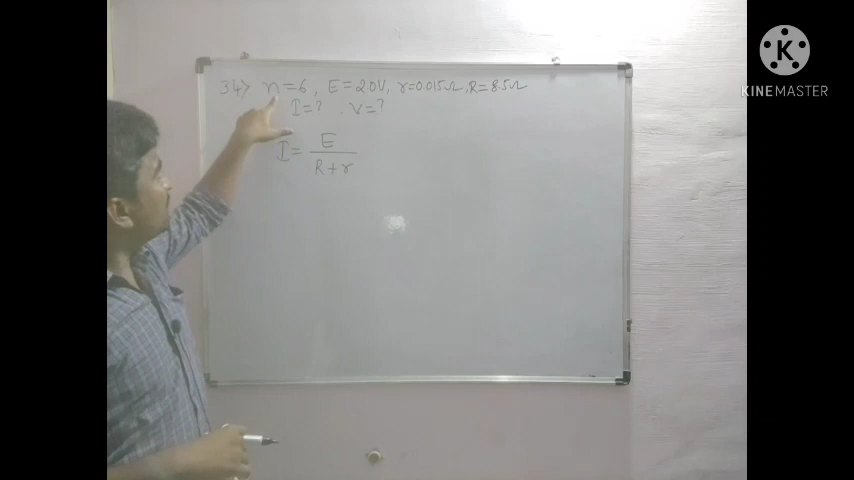 34> n=6, E=20V, r=0.015Ω, R=8.5Ω
I=? , V=?
I= E / R+r
K
KINEMASTER